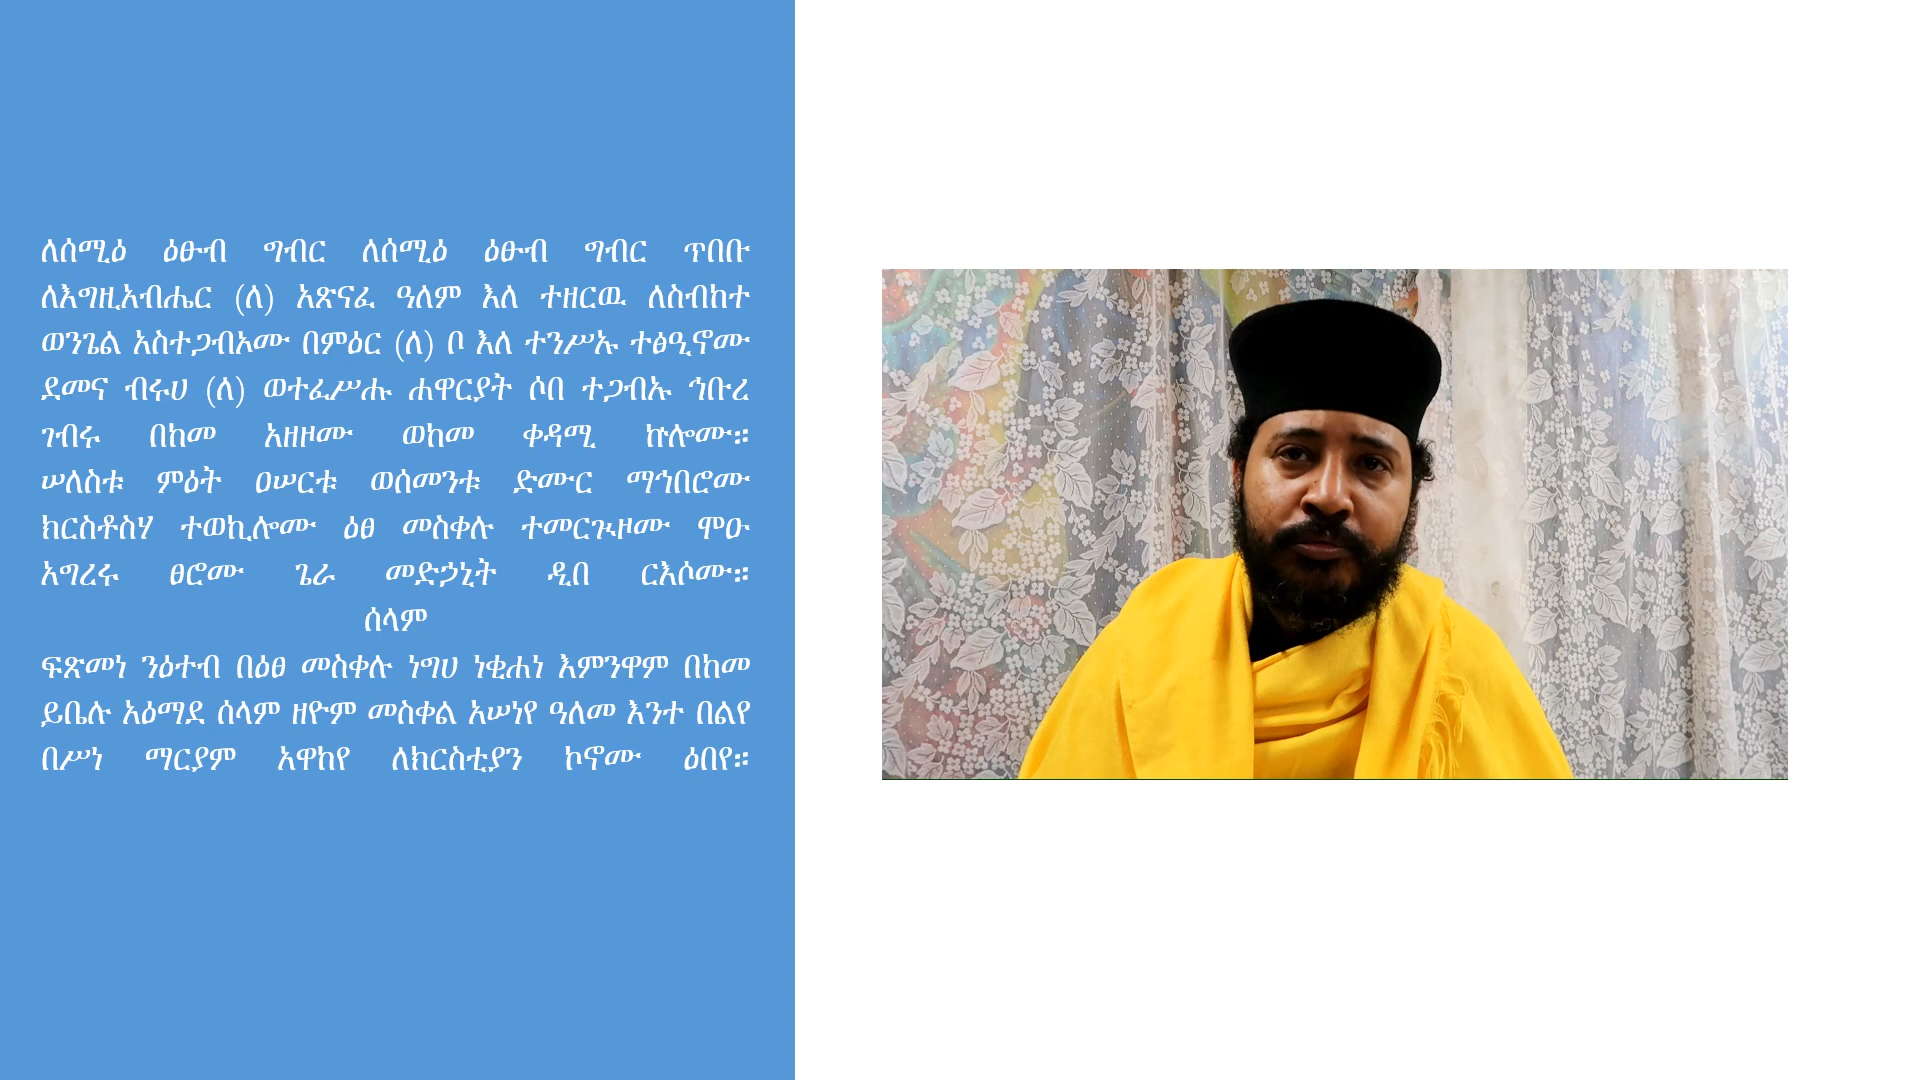 ለሰሚዕ ዕፁብ ግብር ለሰሚዕ ዕፁብ ግብር ጥበቡ
ለእግዚአብሔር (ለ) አጽናፈ ዓለም እለ ተዘርዉ ለስብከተ
ወንጌል አስተጋብአሙ በምዕር (ለ) ቦ እለ ተንሥኡ ተፅዒኖሙ
ደመና ብሩሀ (ለ) ወተፈሥሑ ሐዋርያት ሶበ ተጋብኡ ኅቡረ
ገብሩ በከመ አዘዞሙ ወከመ ቀዳሚ ኵሎሙ።
ሠለስቱ ምዕት ዐሠርቱ ወሰመንቱ ድሙር ማኅበሮሙ
ክርስቶስሃ ተወኪሎሙ ዕፀ መስቀሉ ተመርጒዞሙ ሞዑ
አግረሩ ፀሮሙ ጌራ መድኃኒት ዲበ ርእሶሙ።
ሰላም
ፍጽመነ ንዕተብ በዕፀ መስቀሉ ነግሀ ነቂሐነ እምንዋም በከመ
ይቤሉ አዕማደ ሰላም ዘዮም መስቀል አሠነየ ዓለመ እንተ በልየ
በሥነ ማርያም አዋከየ ለክርስቲያን ኮኖሙ ዕበየ።